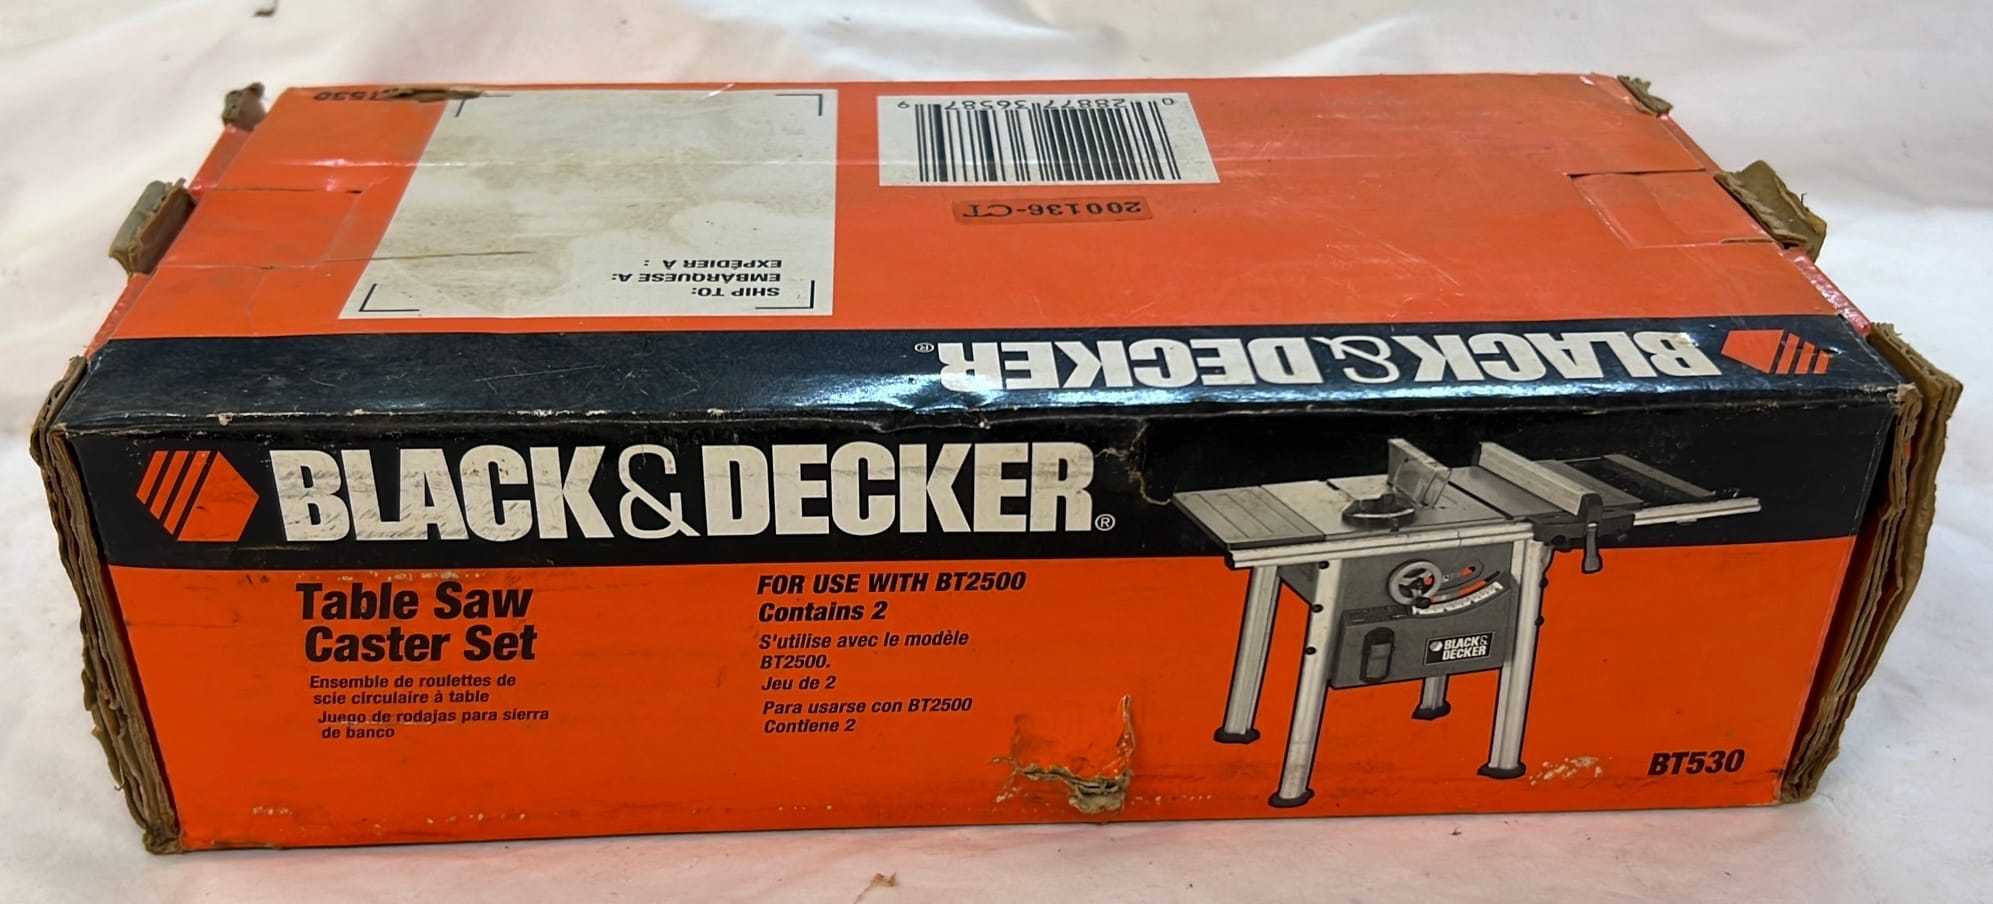 BLACK&DECKER®
SHIP TO:
EMBÁRQUESE A:
EXPÉDIER À :
200136-CT
0 28877 36587 9
BLACK&DECKER®
Table Saw
Caster Set
Ensemble de roulettes de
scie circulaire à table
Juego de rodajas para sierra
de banco
FOR USE WITH BT2500
Contains 2
S'utilise avec le modèle
BT2500.
Jeu de 2
Para usarse con BT2500
Contiene 2
BLACK&
DECKER
BT530